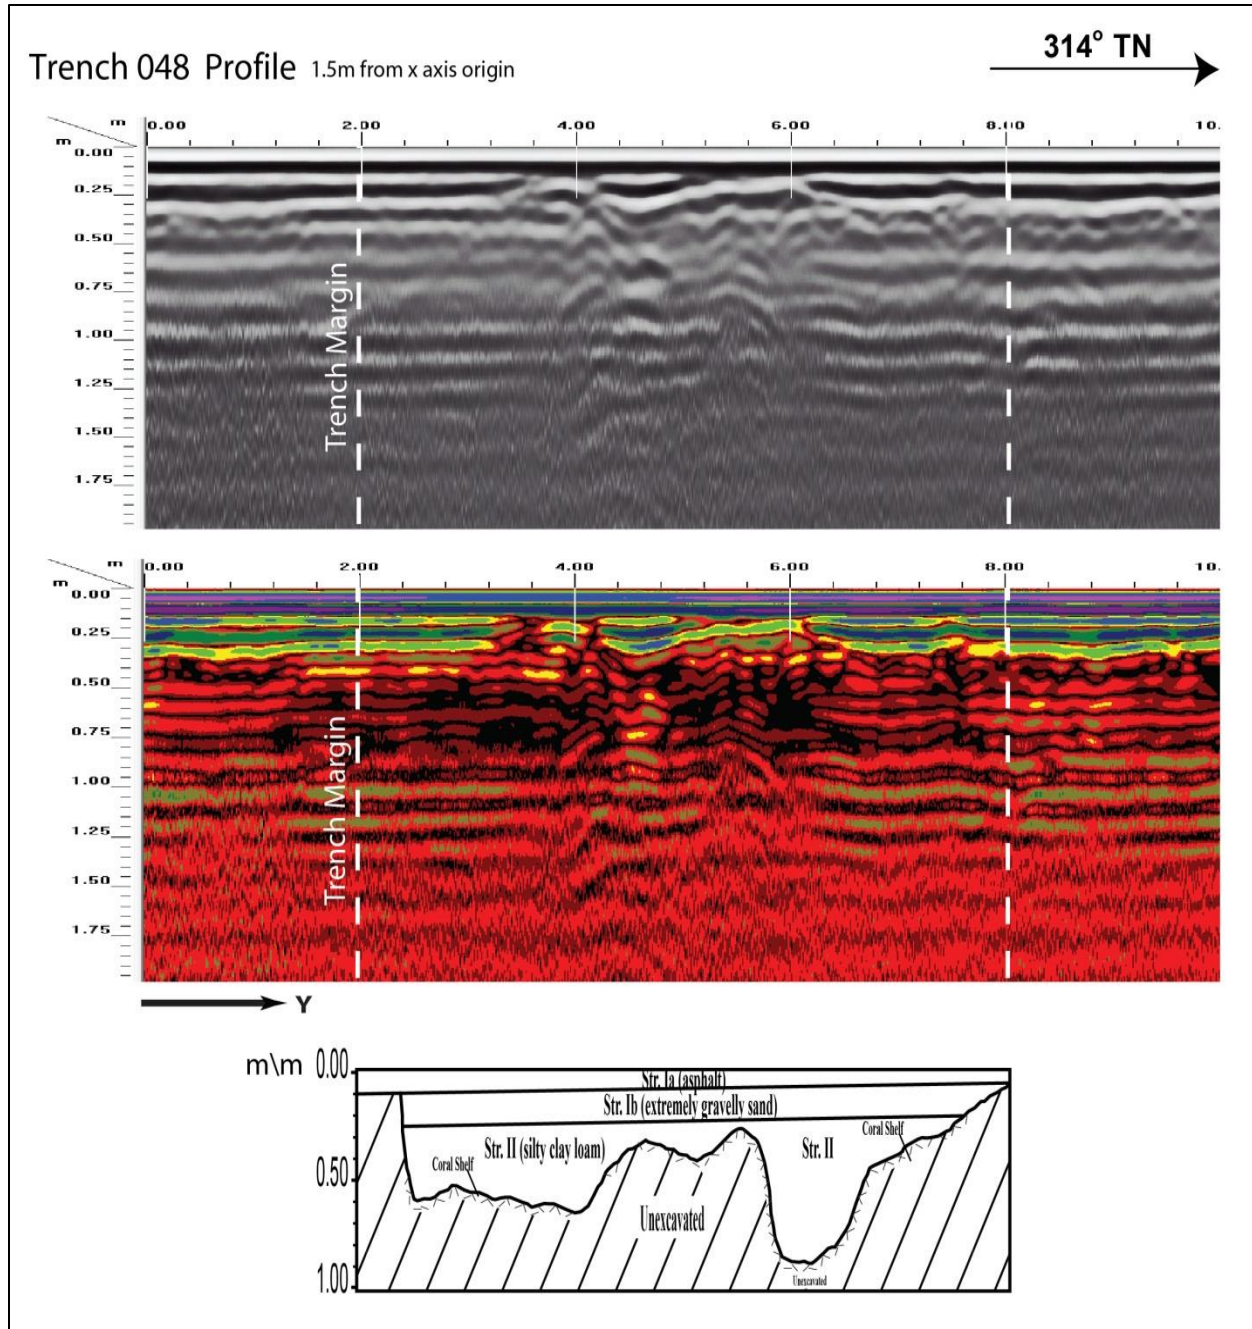 Trench 048 Profile 1.5m from x axis origin
314° TN
m 0.00 2.00 4.00 6.00 8.00 10.
m
0.00
0.25
0.50
0.75
1.00
1.25
1.50
1.75
Trench Margin
m 0.00 2.00 4.00 6.00 8.00 10.
m
0.00
0.25
0.50
0.75
1.00
1.25
1.50
1.75
Trench Margin
Y
m\m 0.00
0.50
1.00
Str. Ia (asphalt)
Str. Ib (extremely gravelly sand)
Str. II (silty clay loam)
Str. II
Coral Shelf
Coral Shelf
Unexcavated
Unexcavated